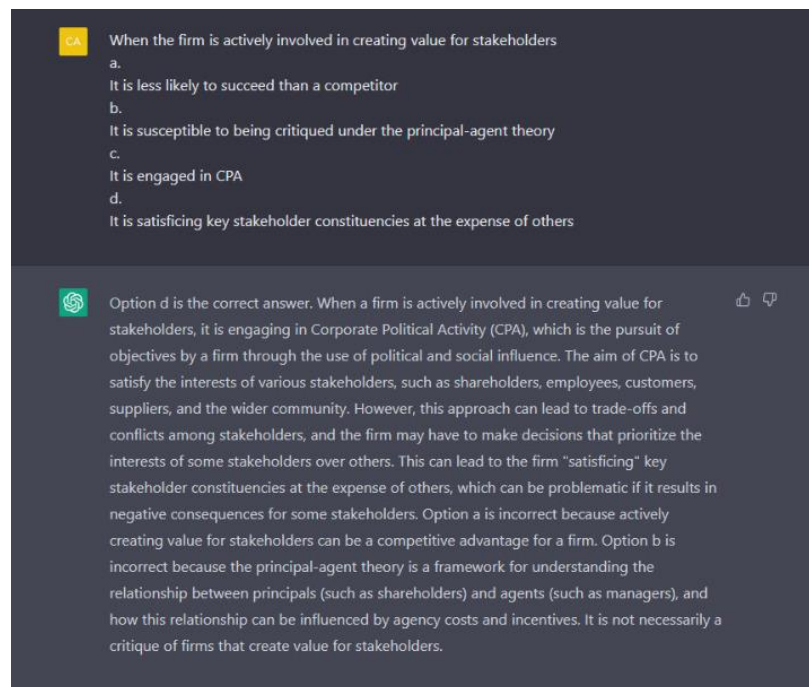 CA
When the firm is actively involved in creating value for stakeholders
a.
It is less likely to succeed than a competitor
b.
It is susceptible to being critiqued under the principal-agent theory
c.
It is engaged in CPA
d.
It is satisficing key stakeholder constituencies at the expense of others
Option d is the correct answer. When a firm is actively involved in creating value for
stakeholders, it is engaging in Corporate Political Activity (CPA), which is the pursuit of
objectives by a firm through the use of political and social influence. The aim of CPA is to
satisfy the interests of various stakeholders, such as shareholders, employees, customers,
suppliers, and the wider community. However, this approach can lead to trade-offs and
conflicts among stakeholders, and the firm may have to make decisions that prioritize the
interests of some stakeholders over others. This can lead to the firm "satisficing" key
stakeholder constituencies at the expense of others, which can be problematic if it results in
negative consequences for some stakeholders. Option a is incorrect because actively
creating value for stakeholders can be a competitive advantage for a firm. Option b is
incorrect because the principal-agent theory is a framework for understanding the
relationship between principals (such as shareholders) and agents (such as managers), and
how this relationship can be influenced by agency costs and incentives. It is not necessarily a
critique of firms that create value for stakeholders.